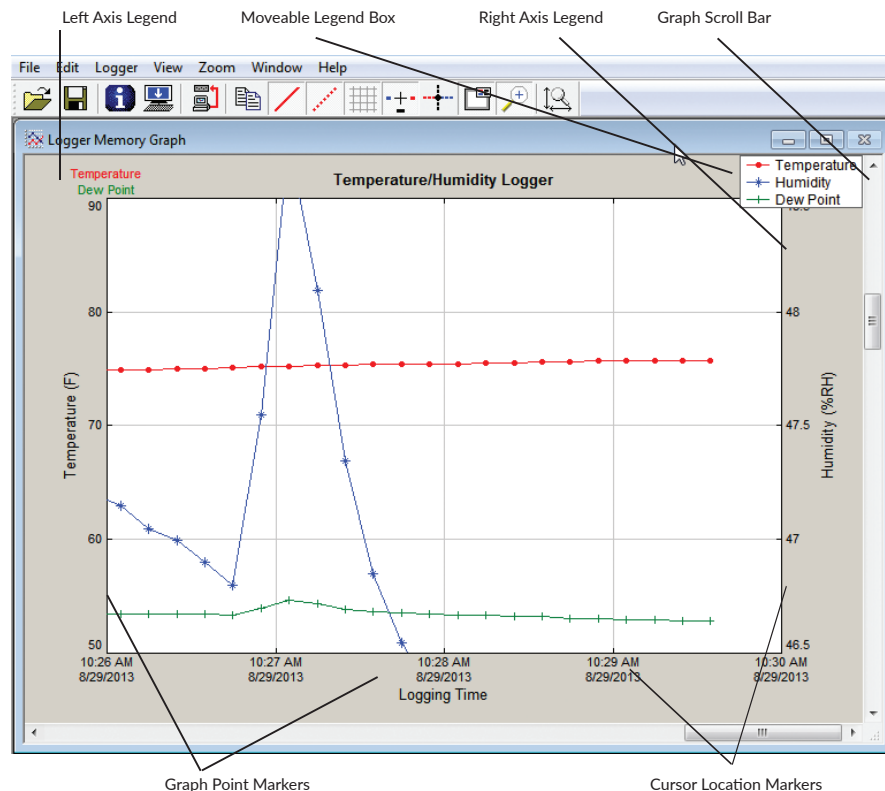 Left Axis Legend
Moveable Legend Box
Right Axis Legend
Graph Scroll Bar
File Edit Logger View Zoom Window Help
Logger Memory Graph
Temperature
Dew Point
Temperature/Humidity Logger
Temperature
Humidity
Dew Point
90
80
70
60
50
Temperature (F)
48
47.5
47
46.5
Humidity (%RH)
10:26 AM
8/29/2013
10:27 AM
8/29/2013
10:28 AM
8/29/2013
10:29 AM
8/29/2013
10:30 AM
8/29/2013
Logging Time
Graph Point Markers
Cursor Location Markers